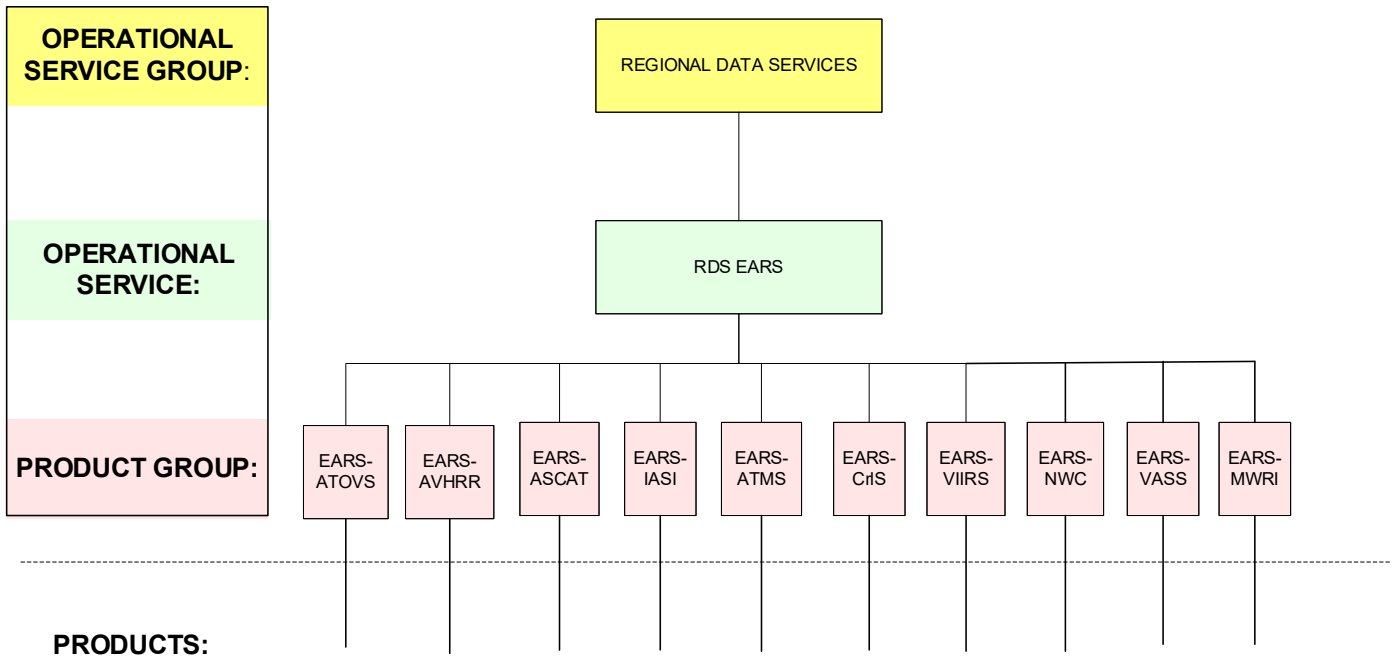 OPERATIONAL
SERVICE GROUP:
REGIONAL DATA SERVICES
OPERATIONAL
SERVICE:
RDS EARS
PRODUCT GROUP:
EARS-
ATOVS
EARS-
AVHRR
EARS-
ASCAT
EARS-
IASI
EARS-
ATMS
EARS-
CrIS
EARS-
VIIRS
EARS-
NWC
EARS-
VASS
EARS-
MWRI
PRODUCTS: